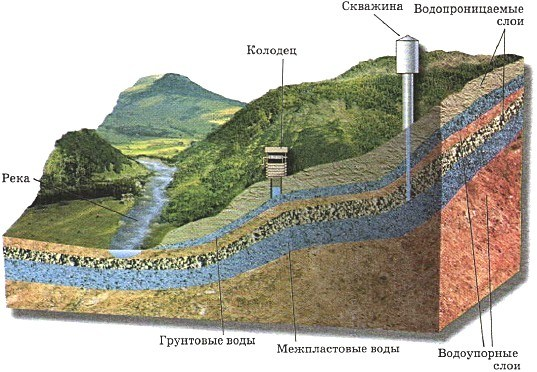 Скважина
Водопроницаемые
слои
Колодец
Река
Грунтовые воды
Межпластовые воды
Водоупорные
слои